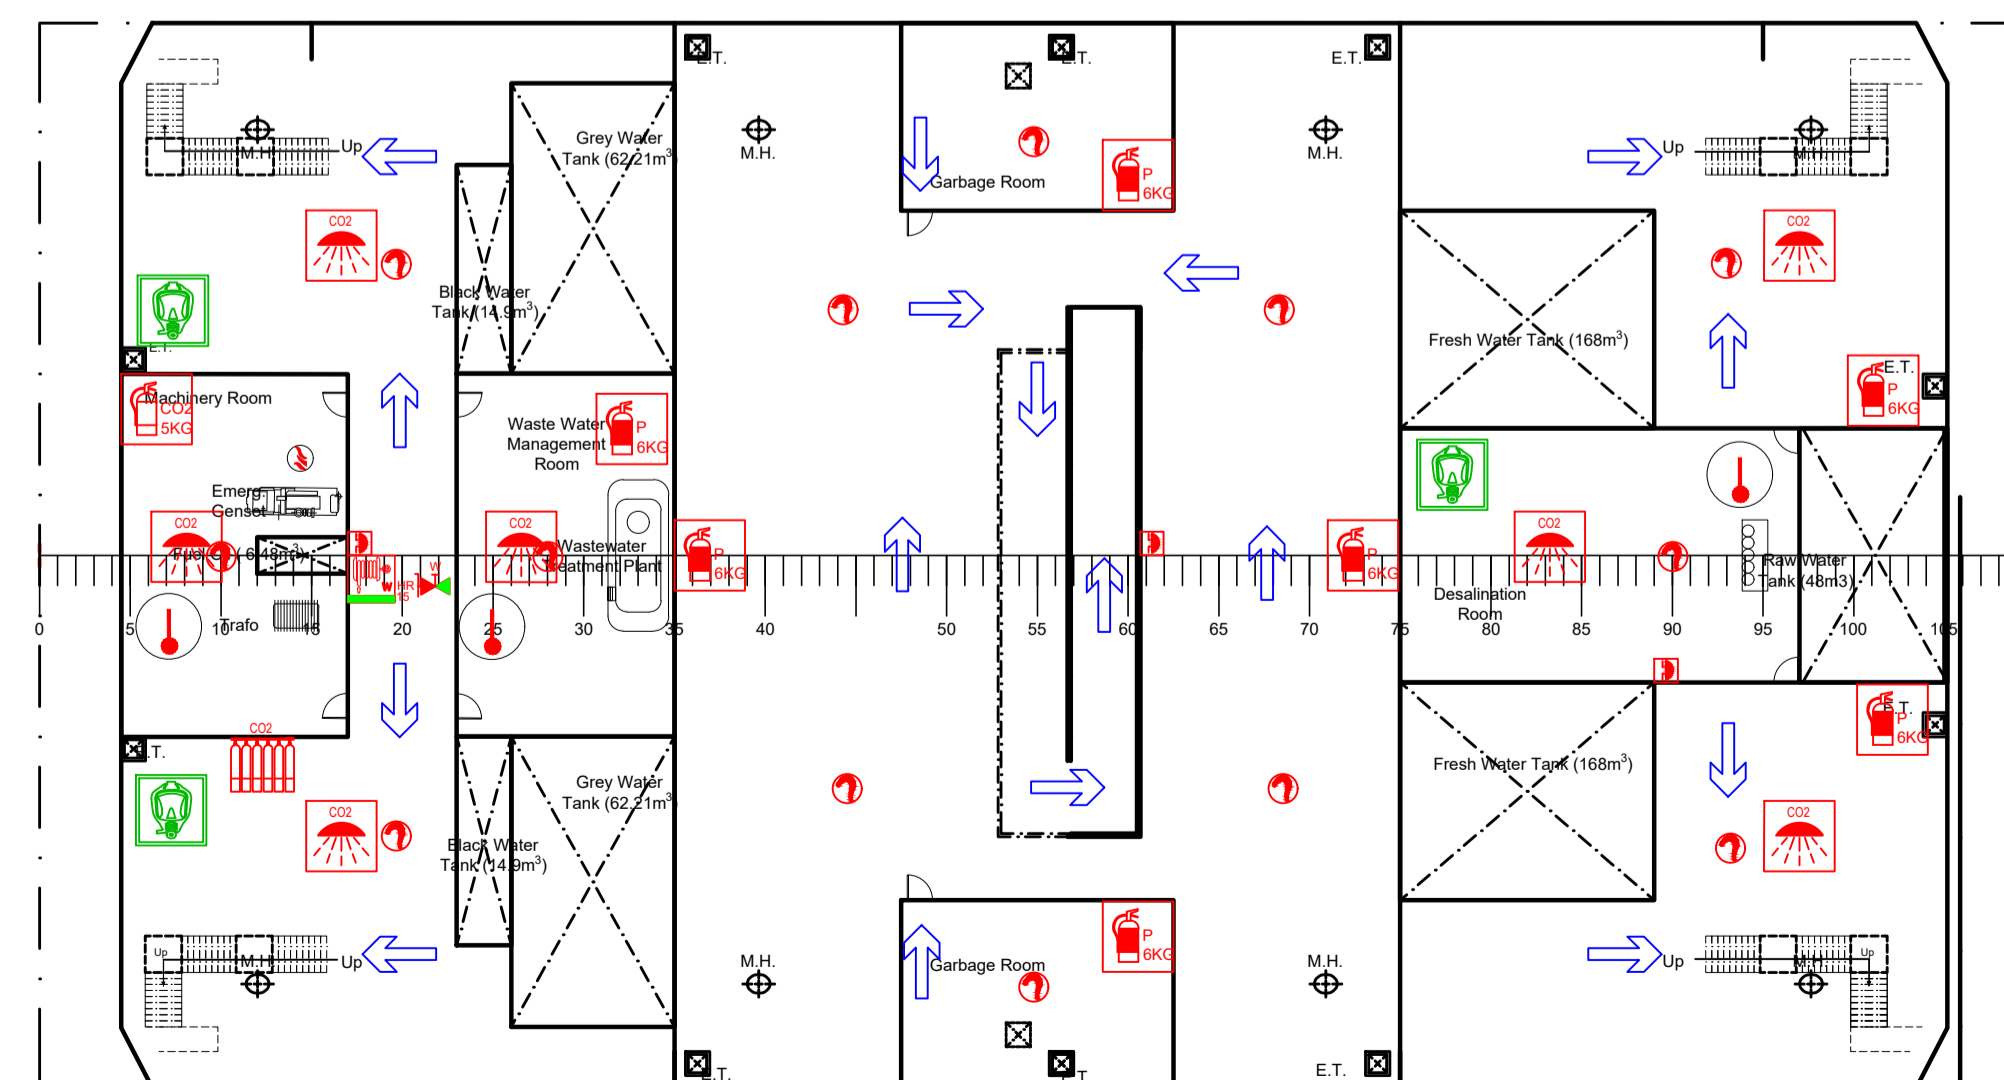 E.T.
E.T.
E.T.
Up
M.H.
Grey Water
Tank (62.21m3
M.H.
Garbage Room
P
6KG
M.H.
Up
M.H.
CO2
CO2
Black Water
Tank (14.9m3)
Fresh Water Tank (168m3)
E.T.
E.T.
Machinery Room
CO2
5KG
Waste Water
Management
Room
P
6KG
P
6KG
Emerg.
Genset
CO2
CO2
CO2
Wastewater
Treatment Plant
P
6KG
P
6KG
W
W HR
15
Raw Water
Tank (48m3)
Desalination
Room
Trafo
0 5 10 15 20 25 30 35 40 50 55 60 65 70 75 80 85 90 95 100 105
CO2
E.T.
E.T.
P
6KG
Grey Water
Tank (62.21m3
Fresh Water Tank (168m3)
CO2
CO2
Black Water
Tank (14.9m3)
P
6KG
Up
Up
M.H.
M.H.
Garbage Room
M.H.
Up
Up
M.H.
E.T.
E.T.